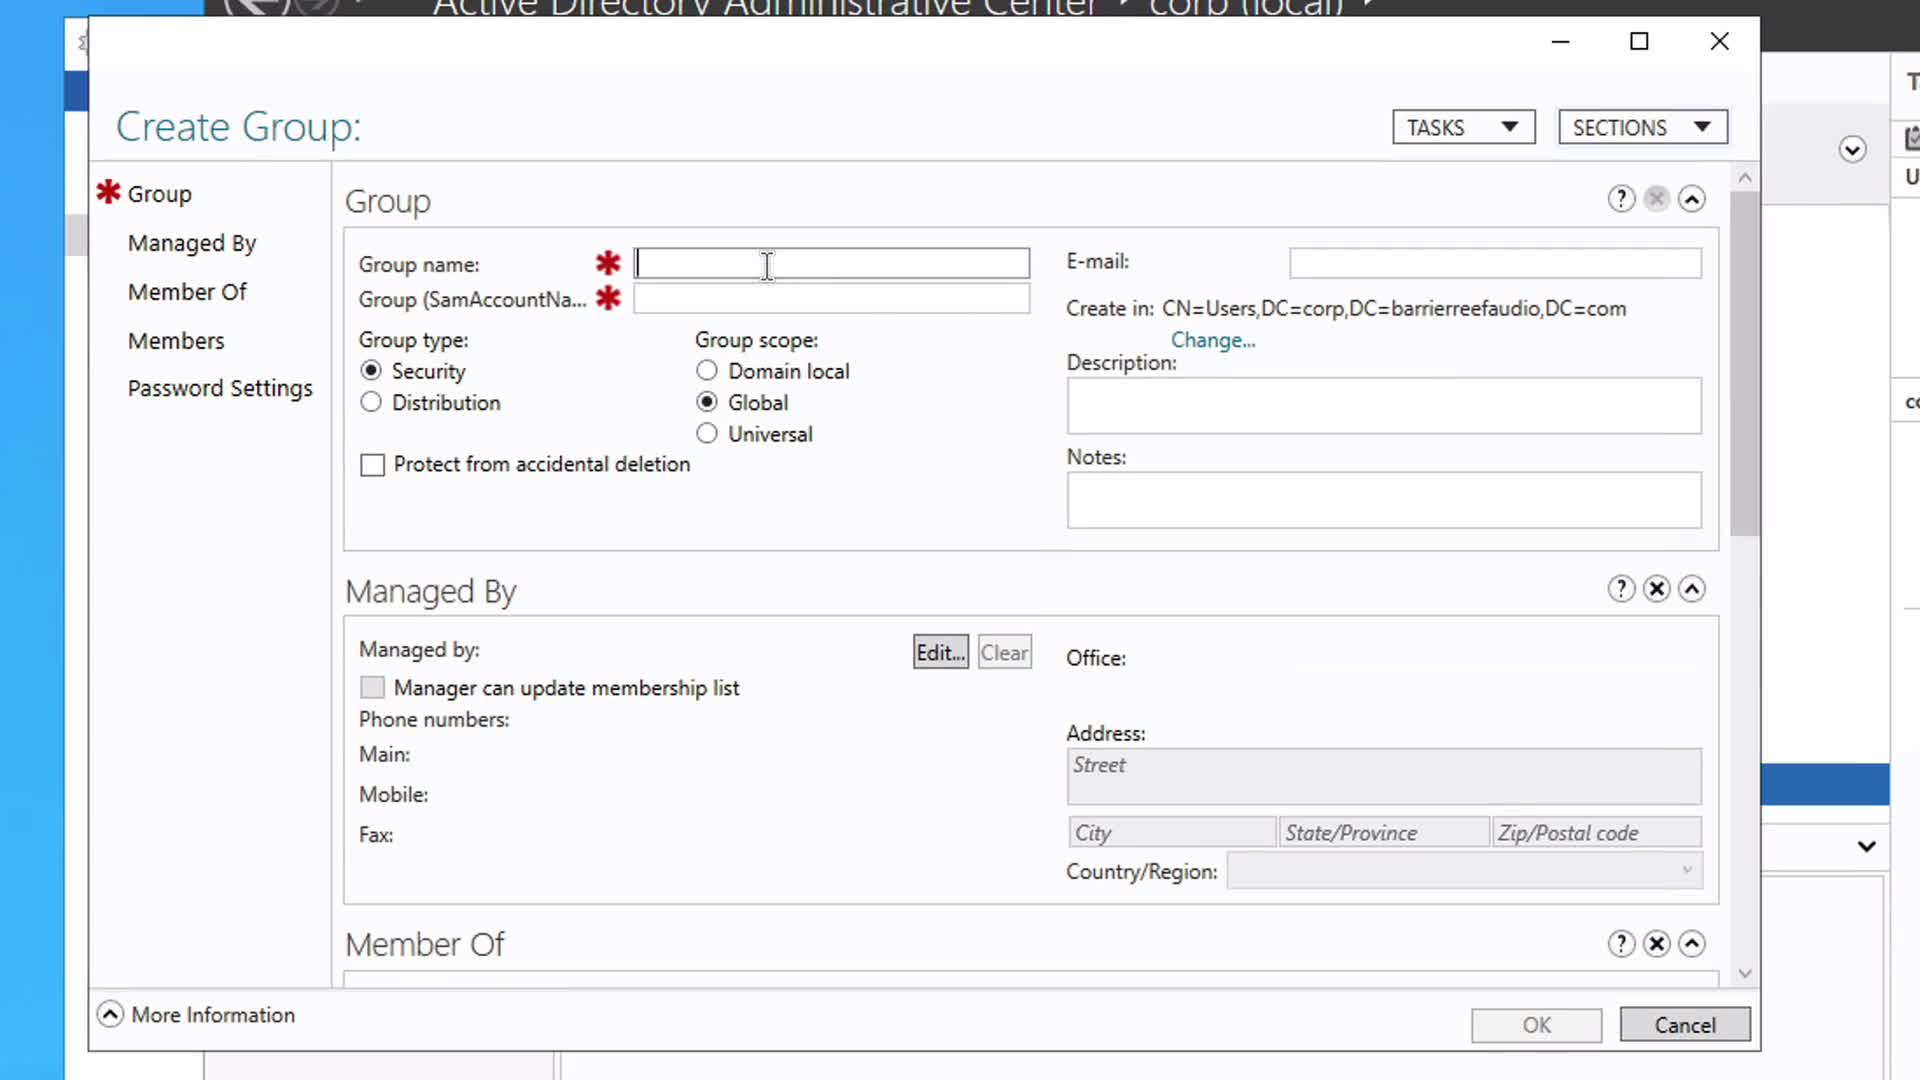 Active Directory Administrative Center corp (local)
Create Group:
TASKS
SECTIONS
Group
Managed By
Member Of
Members
Password Settings
Group
Group name:
Group (SamAccountNa...
Group type:
Security
Distribution
Group scope:
Domain local
Global
Universal
Protect from accidental deletion
E-mail:
Create in: CN=Users,DC=corp,DC=barrierreefaudio,DC=com
Change...
Description:
Notes:
Managed By
Managed by:
Edit...
Clear
Manager can update membership list
Phone numbers:
Main:
Mobile:
Fax:
Office:
Address:
Street
City
State/Province
Zip/Postal code
Country/Region:
Member Of
More Information
OK
Cancel